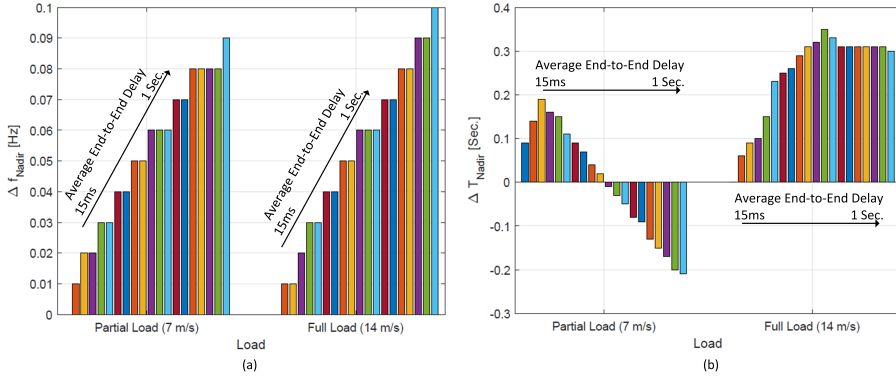 0.1
0.09
0.08
0.07
0.06
0.05
0.04
0.03
0.02
0.01
0
Δ f_Nadir [Hz]
Average End-to-End Delay
15ms 1 Sec.
Average End-to-End Delay
15ms 1 Sec.
Partial Load (7 m/s) Full Load (14 m/s)
Load
(a)
0.4
0.3
0.2
0.1
0
-0.1
-0.2
-0.3
Δ T_Nadir [Sec.]
Average End-to-End Delay
15ms 1 Sec.
Average End-to-End Delay
15ms 1 Sec.
Partial Load (7 m/s) Full Load (14 m/s)
Load
(b)